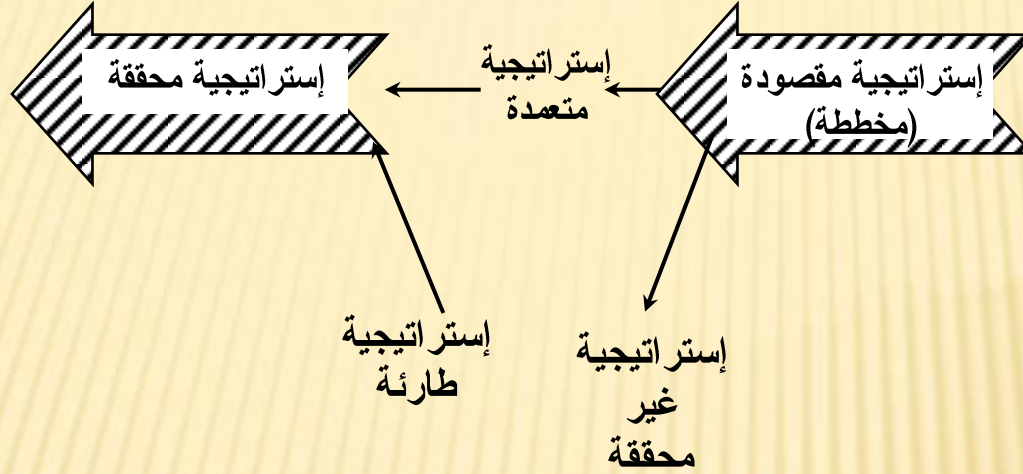 إستراتيجية مقصودة
(مخططة)
إستراتيجية
متعمدة
إستراتيجية محققة
إستراتيجية
غير
محققة
إستراتيجية
طارئة